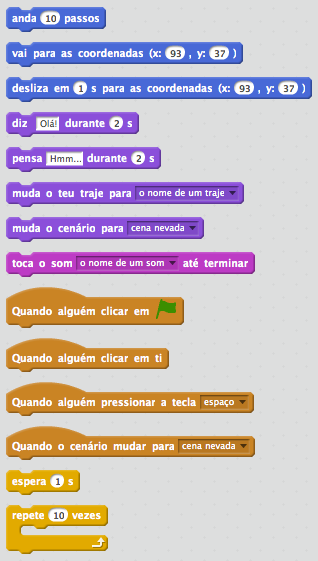 anda 10 passos
vai para as coordenadas (x: 93 , y: 37 )
desliza em 1 s para as coordenadas (x: 93 , y: 37 )
diz Olá! durante 2 s
pensa Hmm... durante 2 s
muda o teu traje para o nome de um traje
muda o cenário para cena nevada
toca o som o nome de um som até terminar
Quando alguém clicar em
Quando alguém clicar em ti
Quando alguém pressionar a tecla espaço
Quando o cenário mudar para cena nevada
espera 1 s
repete 10 vezes